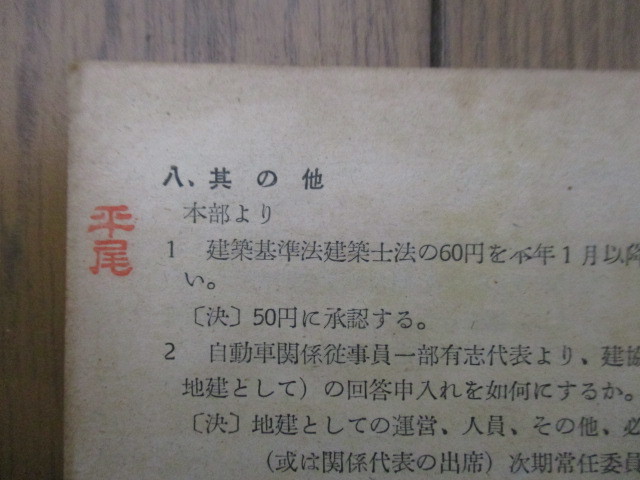 八、其の他
平尾
本部より
1 建築基準法建築士法の60円を本年1月以降
い。
〔決〕50円に承認する。
2 自動車関係従事員一部有志代表より、建協
地建として）の回答申入れを如何にするか。
〔決〕地建としての運営、人員、その他、必
（或は関係代表の出席）次期常任委員